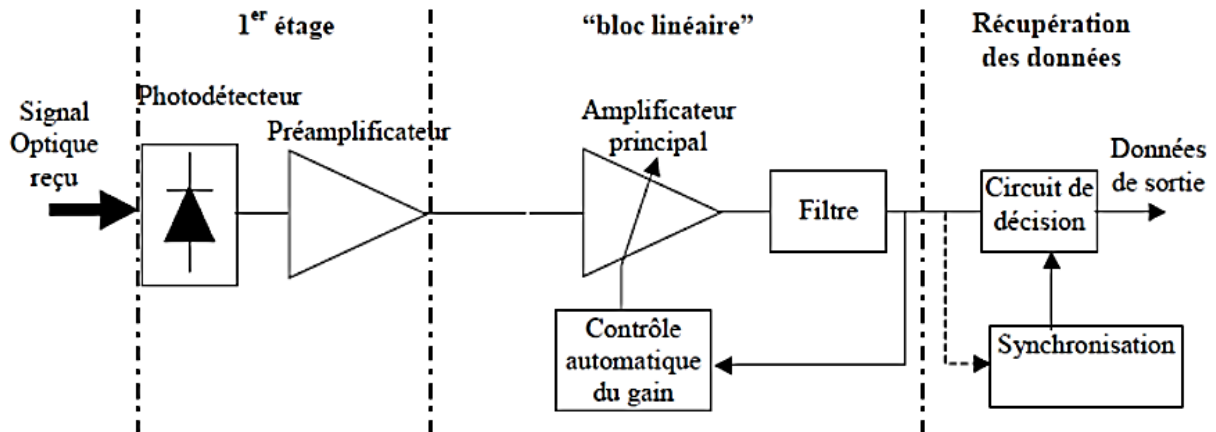 1er étage
“bloc linéaire”
Récupération
des données
Signal
Optique
reçu
Photodétecteur
Préamplificateur
Amplificateur
principal
Filtre
Contrôle
automatique
du gain
Circuit de
décision
Données
de sortie
Synchronisation